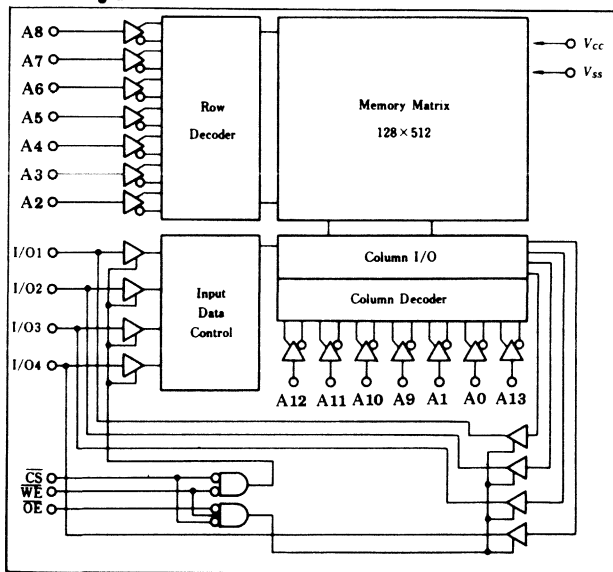 A8
A7
A6
A5
A4
A3
A2
Row
Decoder
Memory Matrix
128×512
Vcc
Vss
I/O1
I/O2
I/O3
I/O4
Input
Data
Control
Column I/O
Column Decoder
A12 A11 A10 A9 A1 A0 A13
CS
WE
OE